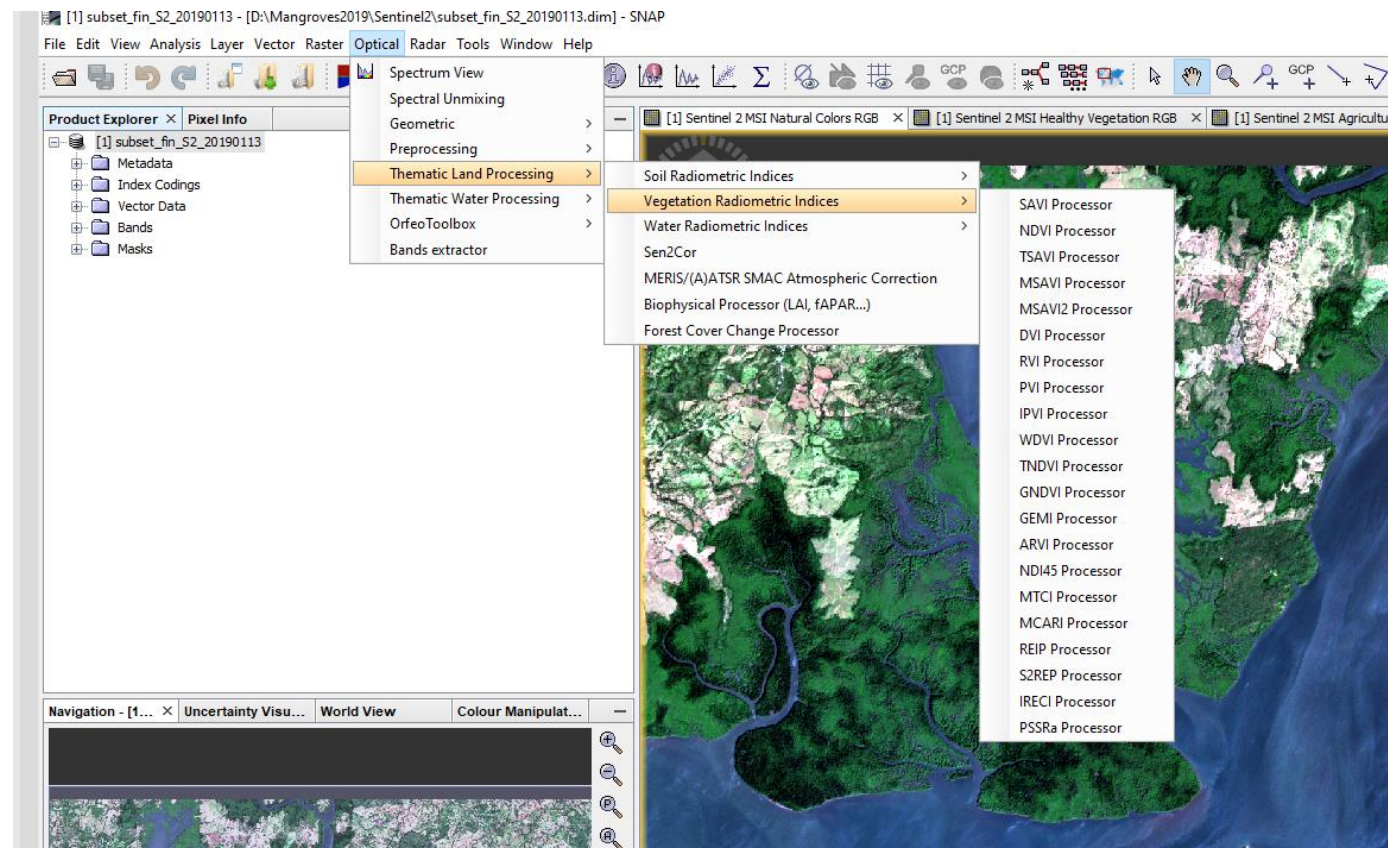 [1] subset_fin_S2_20190113 - [D:\Mangroves2019\Sentinel2\subset_fin_S2_20190113.dim] - SNAP
File Edit View Analysis Layer Vector Raster Optical Radar Tools Window Help
GCP
GCP
Product Explorer
Pixel Info
[1] subset_fin_S2_20190113
Metadata
Index Codings
Vector Data
Bands
Masks
Spectrum View
Spectral Unmixing
Geometric
Preprocessing
Thematic Land Processing
Thematic Water Processing
OrfeoToolbox
Bands extractor
[1] Sentinel 2 MSI Natural Colors RGB
[1] Sentinel 2 MSI Healthy Vegetation RGB
[1] Sentinel 2 MSI Agricultu
Soil Radiometric Indices
Vegetation Radiometric Indices
Water Radiometric Indices
Sen2Cor
MERIS/(A)ATSR SMAC Atmospheric Correction
Biophysical Processor (LAI, fAPAR...)
Forest Cover Change Processor
SAVI Processor
NDVI Processor
TSAVI Processor
MSAVI Processor
MSAVI2 Processor
DVI Processor
RVI Processor
PVI Processor
IPVI Processor
WDVI Processor
TNDVI Processor
GNDVI Processor
GEMI Processor
ARVI Processor
NDI45 Processor
MTCI Processor
MCARI Processor
REIP Processor
S2REP Processor
IRECI Processor
PSSRa Processor
Navigation - [1...
Uncertainty Visu...
World View
Colour Manipulat...